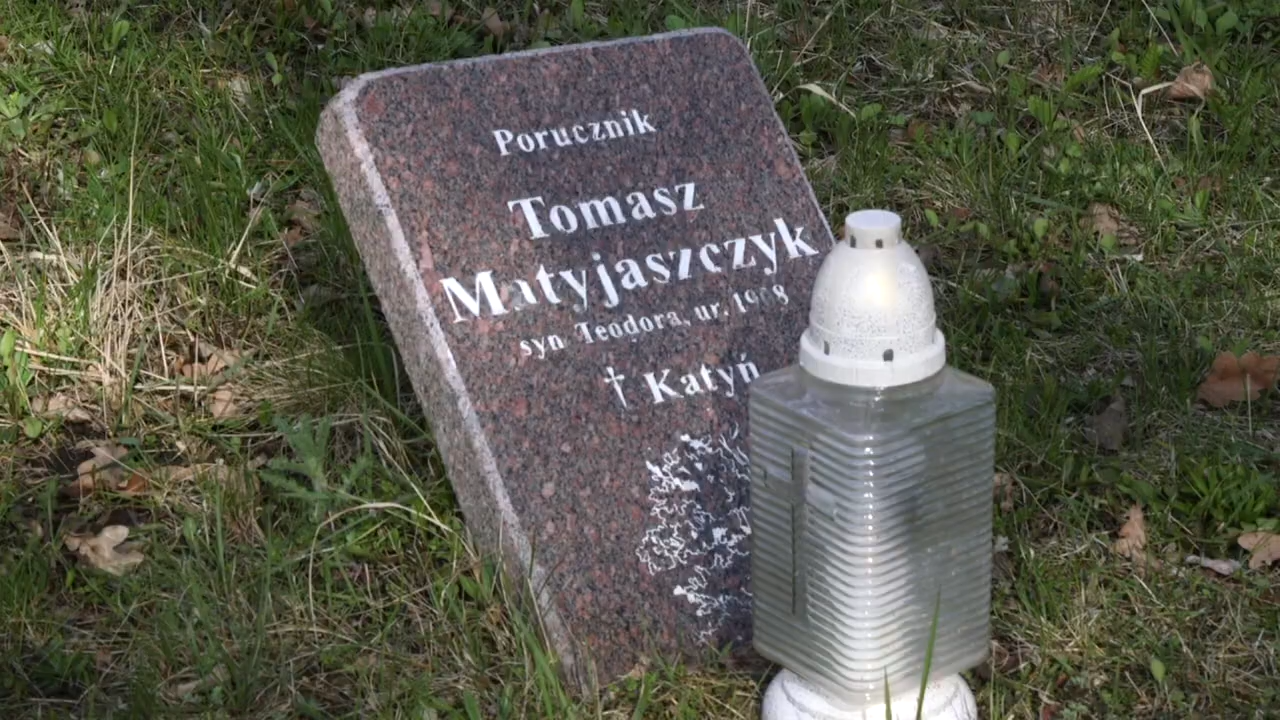 Porucznik
Tomasz
Matyjaszczyk
syn Teodora, ur. 1908
† Katyń